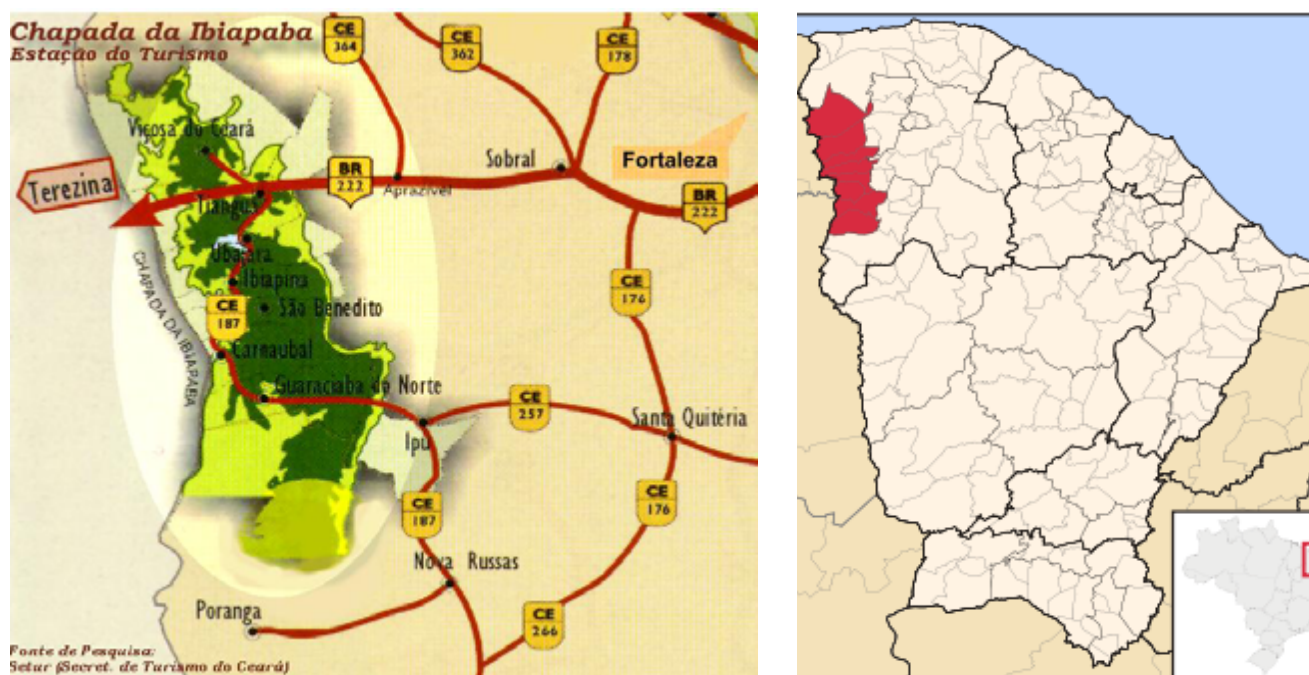 Chapada da Ibiapaba
Estação do Turismo
CE
364
CE
362
CE
178
Viçosa do Ceará
Terezina
BR
222
Aprazível
Sobral
Fortaleza
BR
222
Tianguá
Ubajara
Ibiapina
CE
176
São Benedito
CE
187
CHAPADA DA IBIAPABA
Carnaubal
Guaraciaba do Norte
CE
257
Santa Quitéria
Ipu
CE
187
CE
176
Nova Russas
Poranga
CE
266
Fonte de Pesquisa:
Setur (Secret. de Turismo do Ceará)